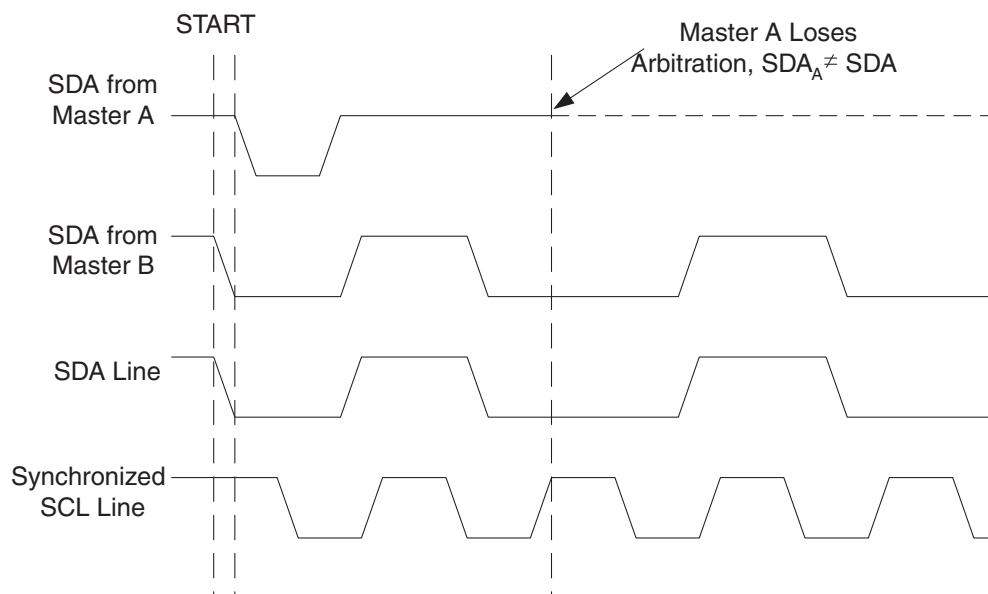 START
Master A Loses
Arbitration, SDA_A ≠ SDA
SDA from
Master A
SDA from
Master B
SDA Line
Synchronized
SCL Line